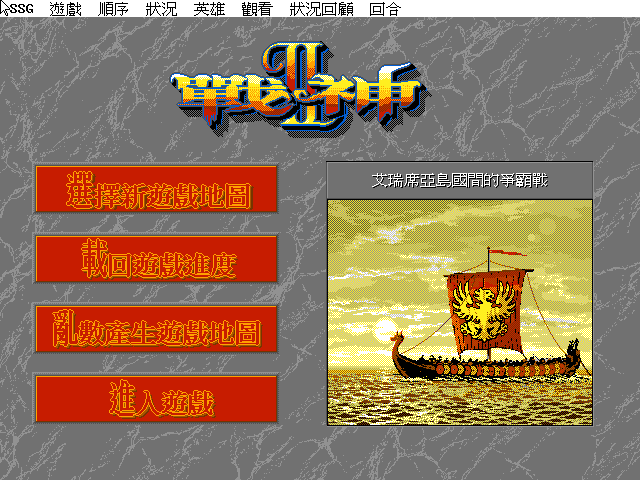 SSG 遊戲 順序 狀況 英雄 觀看 狀況回顧 回合
戰之神 II
選擇新遊戲地圖
載回遊戲進度
亂數產生遊戲地圖
進入遊戲
艾瑞席亞島國間的爭霸戰